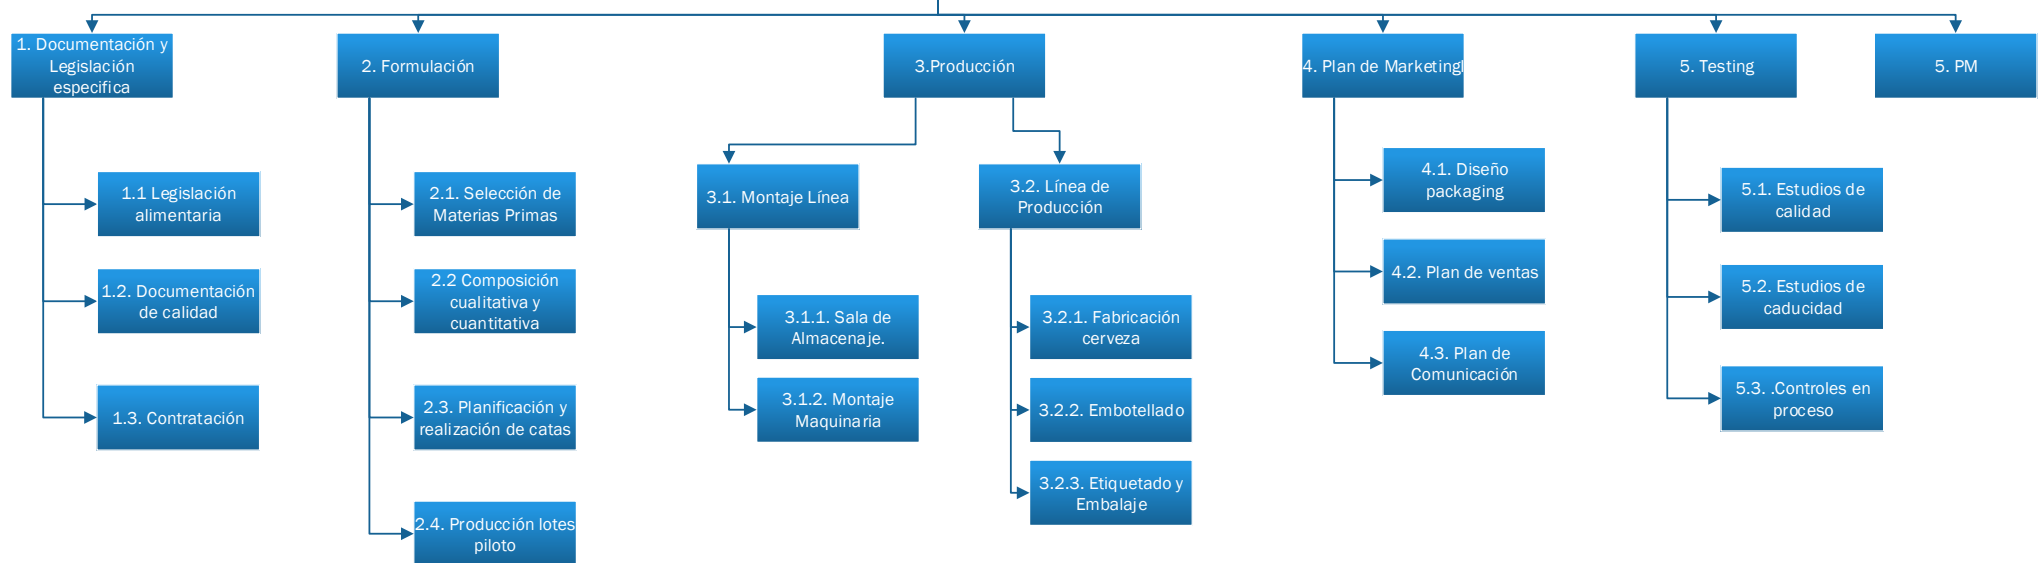 1. Documentación y
Legislación
especifica
2. Formulación
3.Producción
4. Plan de Marketingl
5. Testing
5. PM
1.1 Legislación
alimentaria
1.2. Documentación
de calidad
1.3. Contratación
2.1. Selección de
Materias Primas
2.2 Composición
cualitativa y
cuantitativa
2.3. Planificación y
realización de catas
2.4. Producción lotes
piloto
3.1. Montaje Línea
3.1.1. Sala de
Almacenaje.
3.1.2. Montaje
Maquinaria
3.2. Línea de
Producción
3.2.1. Fabricación
cerveza
3.2.2. Embotellado
3.2.3. Etiquetado y
Embalaje
4.1. Diseño
packaging
4.2. Plan de ventas
4.3. Plan de
Comunicación
5.1. Estudios de
calidad
5.2. Estudios de
caducidad
5.3. .Controles en
proceso